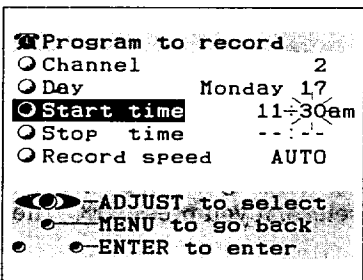 Program to record
Channel 2
Day Monday 17
Start time 11:30am
Stop time --:--
Record speed AUTO
ADJUST to select
MENU to go back
ENTER to enter